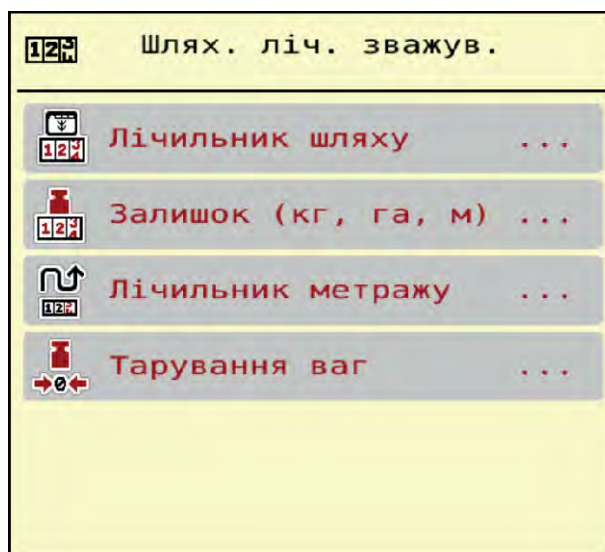 Шлях. ліч. зважув.
Лічильник шляху ...
Залишок (кг, га, м) ...
Лічильник метражу ...
Тарування ваг ...